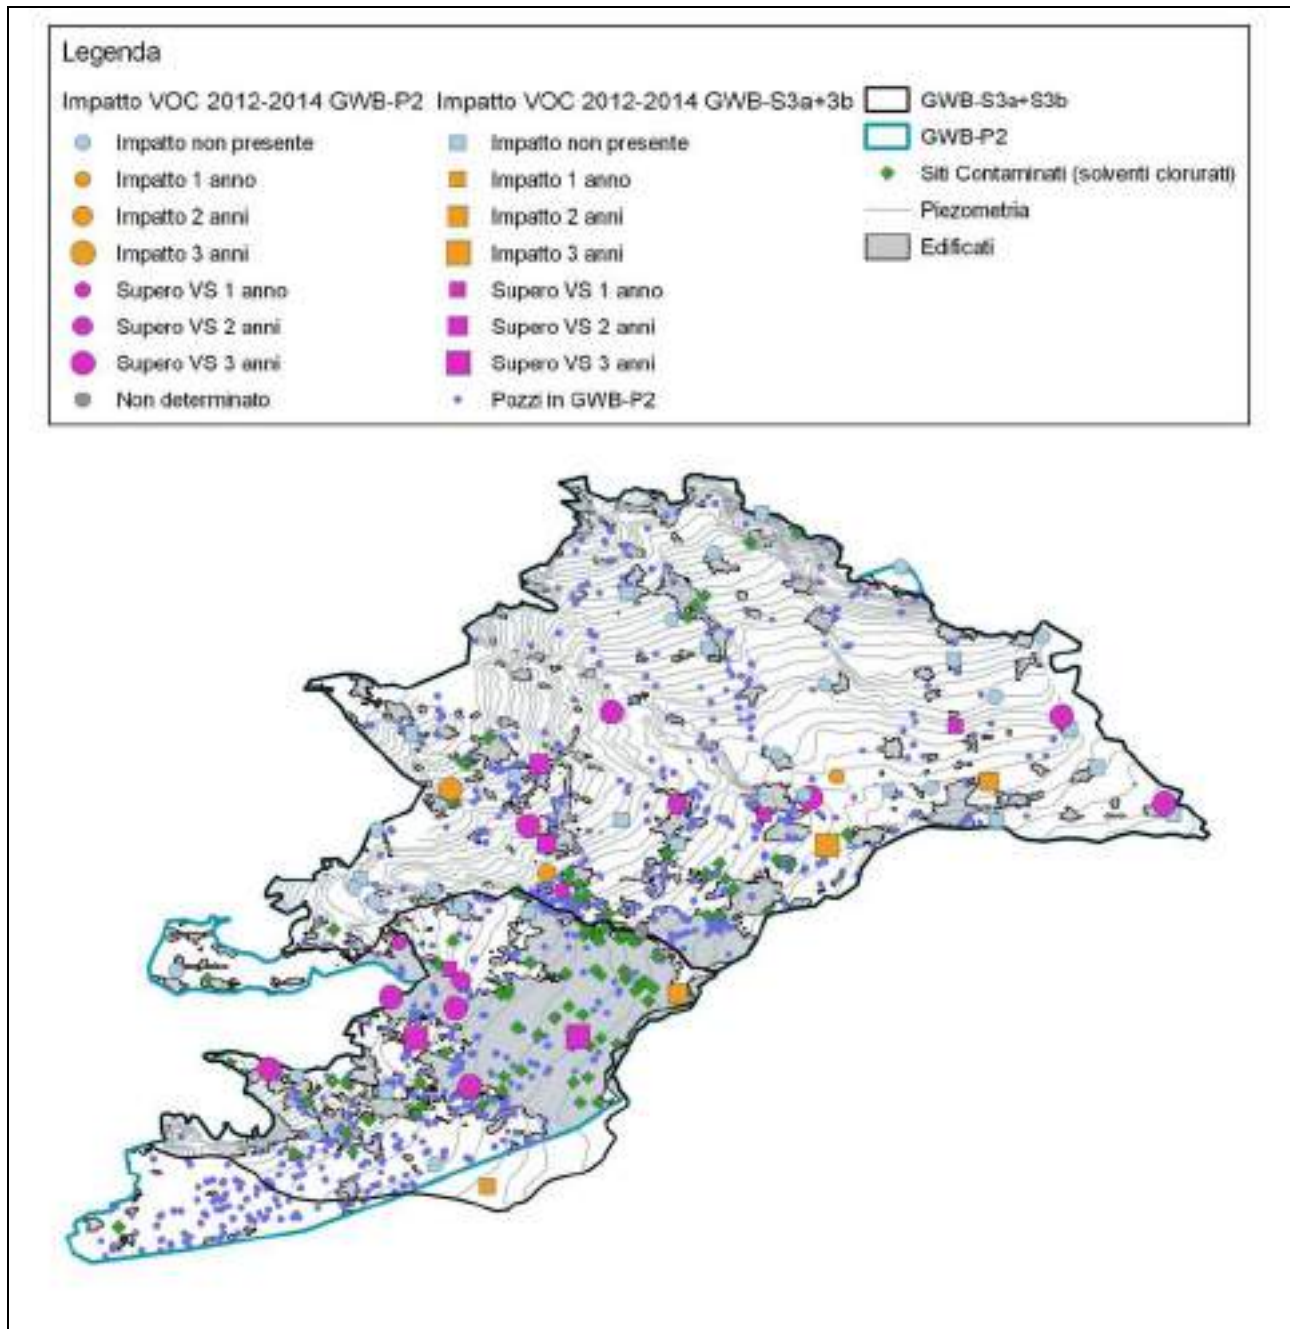 Legenda
Impatto VOC 2012-2014 GWB-P2
Impatto non presente
Impatto 1 anno
Impatto 2 anni
Impatto 3 anni
Supero VS 1 anno
Supero VS 2 anni
Supero VS 3 anni
Non determinato
Impatto VOC 2012-2014 GWB-S3a+3b
Impatto non presente
Impatto 1 anno
Impatto 2 anni
Impatto 3 anni
Supero VS 1 anno
Supero VS 2 anni
Supero VS 3 anni
Pozzi in GWB-P2
GWB-S3a+S3b
GWB-P2
Siti Contaminati (solventi clorurati)
Piezometria
Edificati